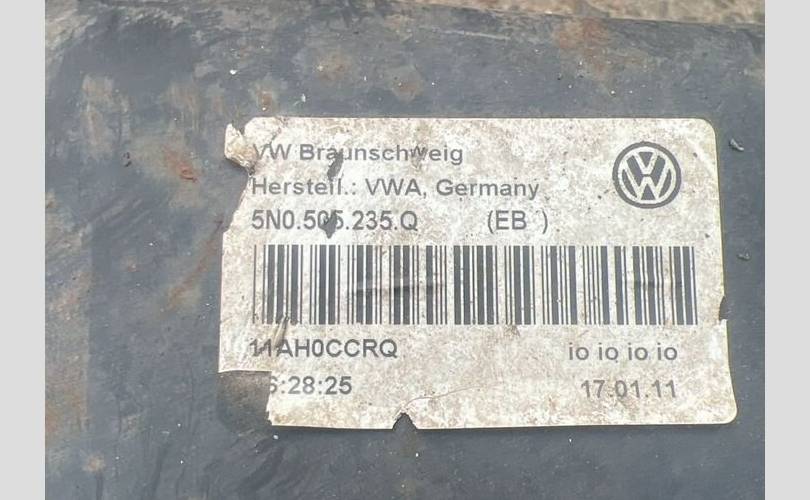 VW Braunschweig
Herstell.: VWA, Germany
5N0.505.235.Q (EB )
11AH0CCRQ io io io io
:28:25 17.01.11